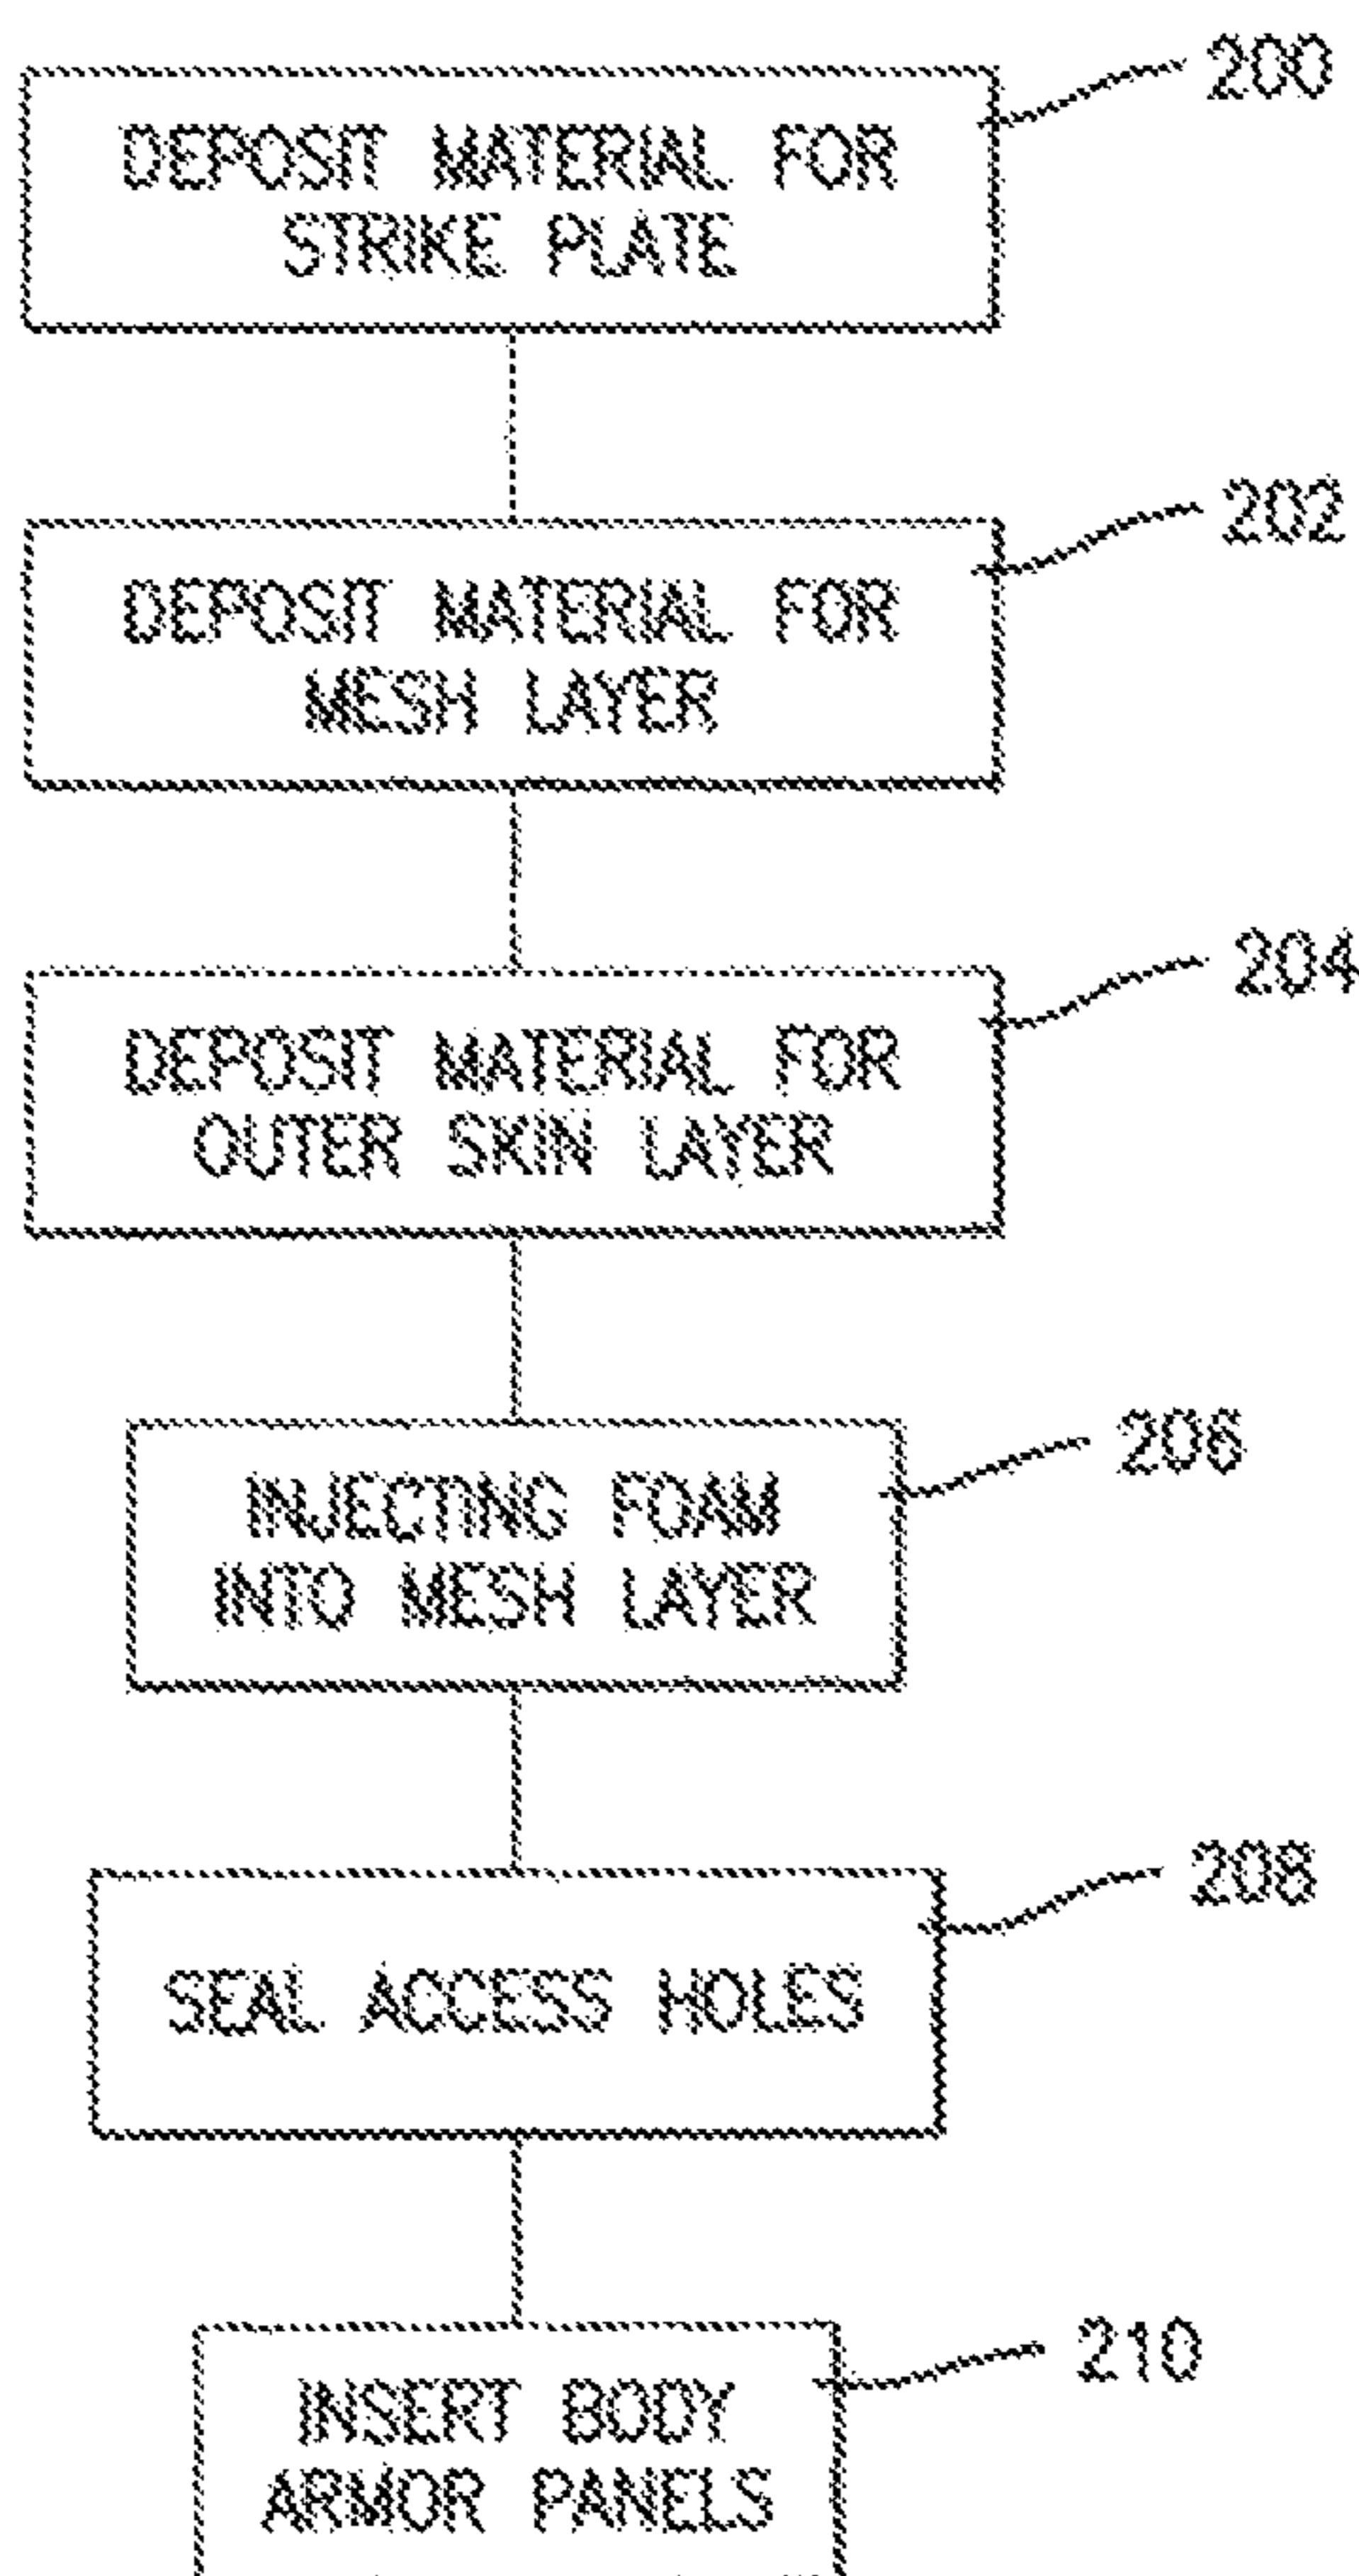 200
DEPOSIT MATERIAL FOR
STRIKE PLATE
202
DEPOSIT MATERIAL FOR
MESH LAYER
204
DEPOSIT MATERIAL FOR
OUTER SKIN LAYER
206
INJECTING FOAM
INTO MESH LAYER
208
SEAL ACCESS HOLES
210
INSERT BODY
ARMOR PANELS